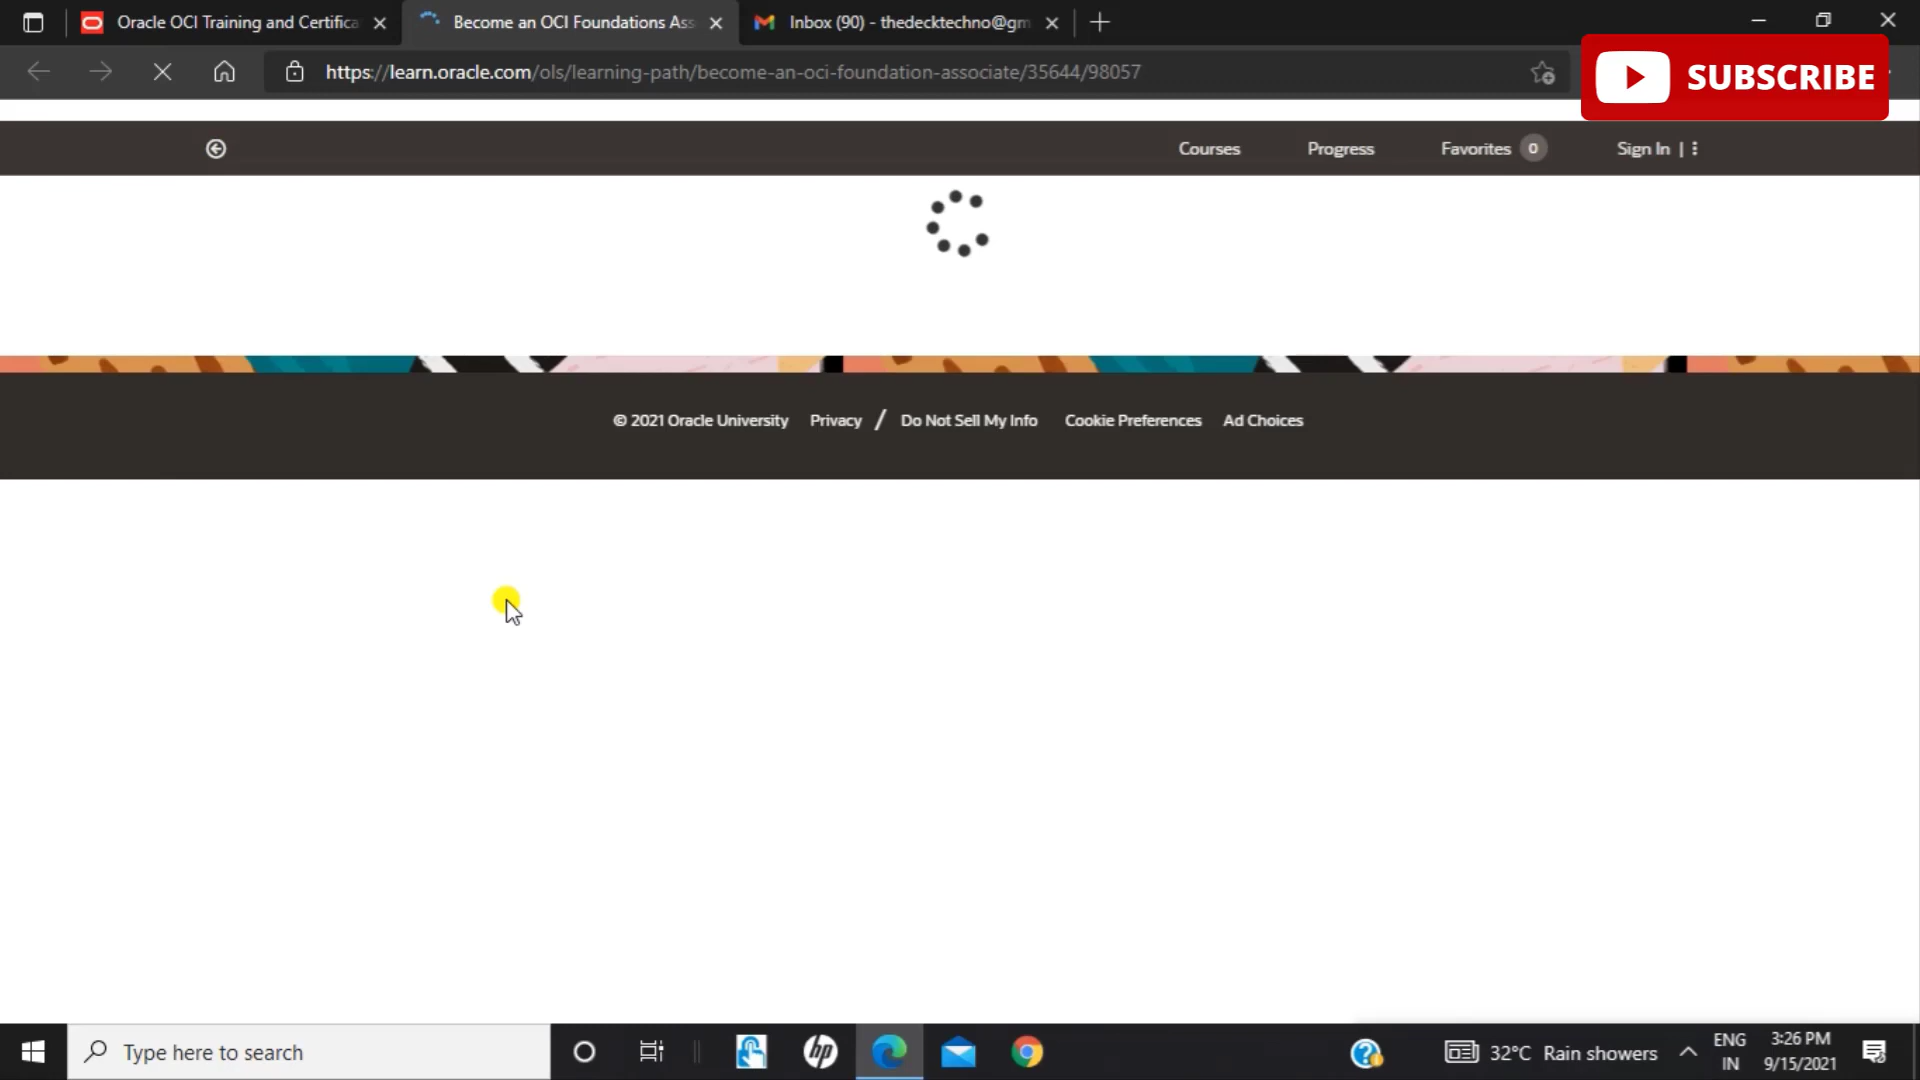 Oracle OCI Training and Certifica
Become an OCI Foundations Ass
Inbox (90) - thedecktechno@gm
https://learn.oracle.com/ols/learning-path/become-an-oci-foundation-associate/35644/98057
SUBSCRIBE
Courses
Progress
Favorites 0
Sign In |
© 2021 Oracle University Privacy / Do Not Sell My Info Cookie Preferences Ad Choices
Type here to search
hp
32°C Rain showers
ENG
IN
3:26 PM
9/15/2021